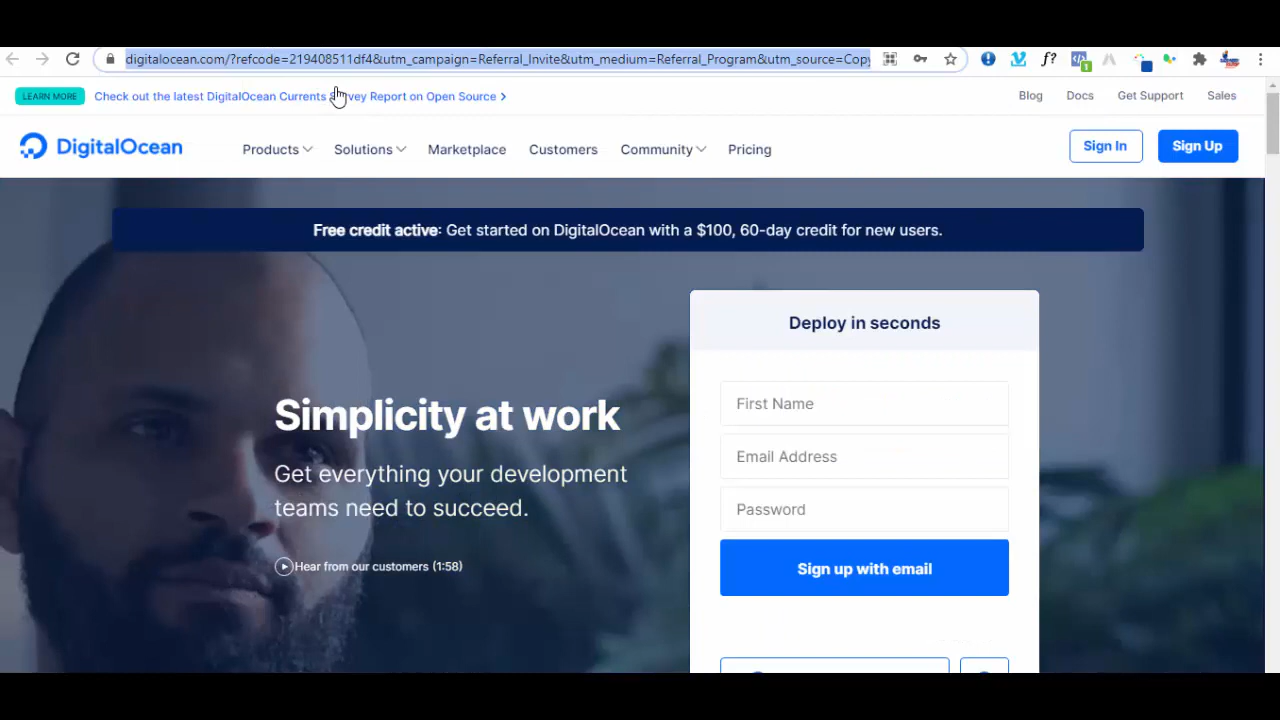 digitalocean.com/?refcode=219408511df4&utm_campaign=Referral_Invite&utm_medium=Referral_Program&utm_source=Copy
f?
1
LEARN MORE
Check out the latest DigitalOcean Currents Survey Report on Open Source
Blog Docs Get Support Sales
DigitalOcean
Products Solutions Marketplace Customers Community Pricing
Sign In Sign Up
Free credit active: Get started on DigitalOcean with a $100, 60-day credit for new users.
Deploy in seconds
First Name
Simplicity at work
Email Address
Get everything your development
teams need to succeed.
Password
Hear from our customers (1:58)
Sign up with email